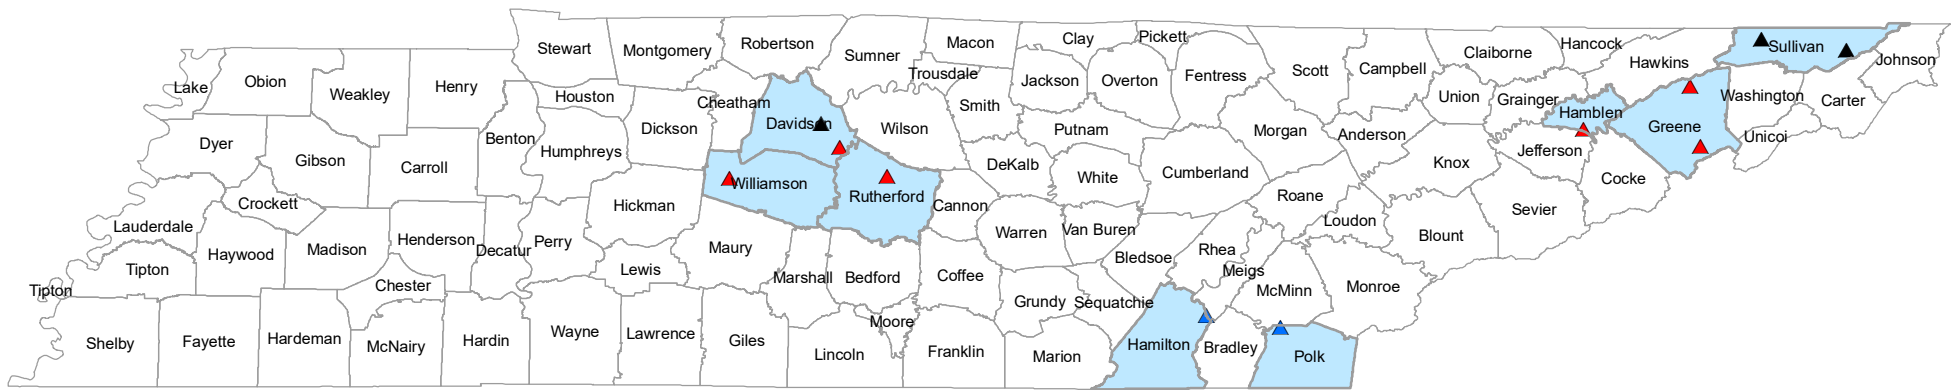 Stewart
Montgomery
Robertson
Sumner
Macon
Clay
Pickett
Claiborne
Hancock
Sullivan
Lake
Obion
Weakley
Henry
Houston
Cheatham
Trousdale
Jackson
Overton
Fentress
Scott
Campbell
Hawkins
Johnson
Dyer
Gibson
Carroll
Benton
Humphreys
Dickson
Davidson
Wilson
Smith
Putnam
Morgan
Anderson
Union
Grainger
Hamblen
Greene
Washington
Carter
Unicoi
Crockett
Williamson
Rutherford
DeKalb
White
Cumberland
Knox
Jefferson
Cocke
Lauderdale
Haywood
Madison
Henderson
Decatur
Perry
Hickman
Cannon
Warren
Van Buren
Roane
Loudon
Blount
Sevier
Tipton
Tipton
Chester
Lewis
Maury
Marshall
Bedford
Coffee
Grundy
Sequatchie
Bledsoe
Rhea
Meigs
McMinn
Monroe
Shelby
Fayette
Hardeman
McNairy
Hardin
Wayne
Lawrence
Giles
Lincoln
Moore
Franklin
Marion
Hamilton
Bradley
Polk